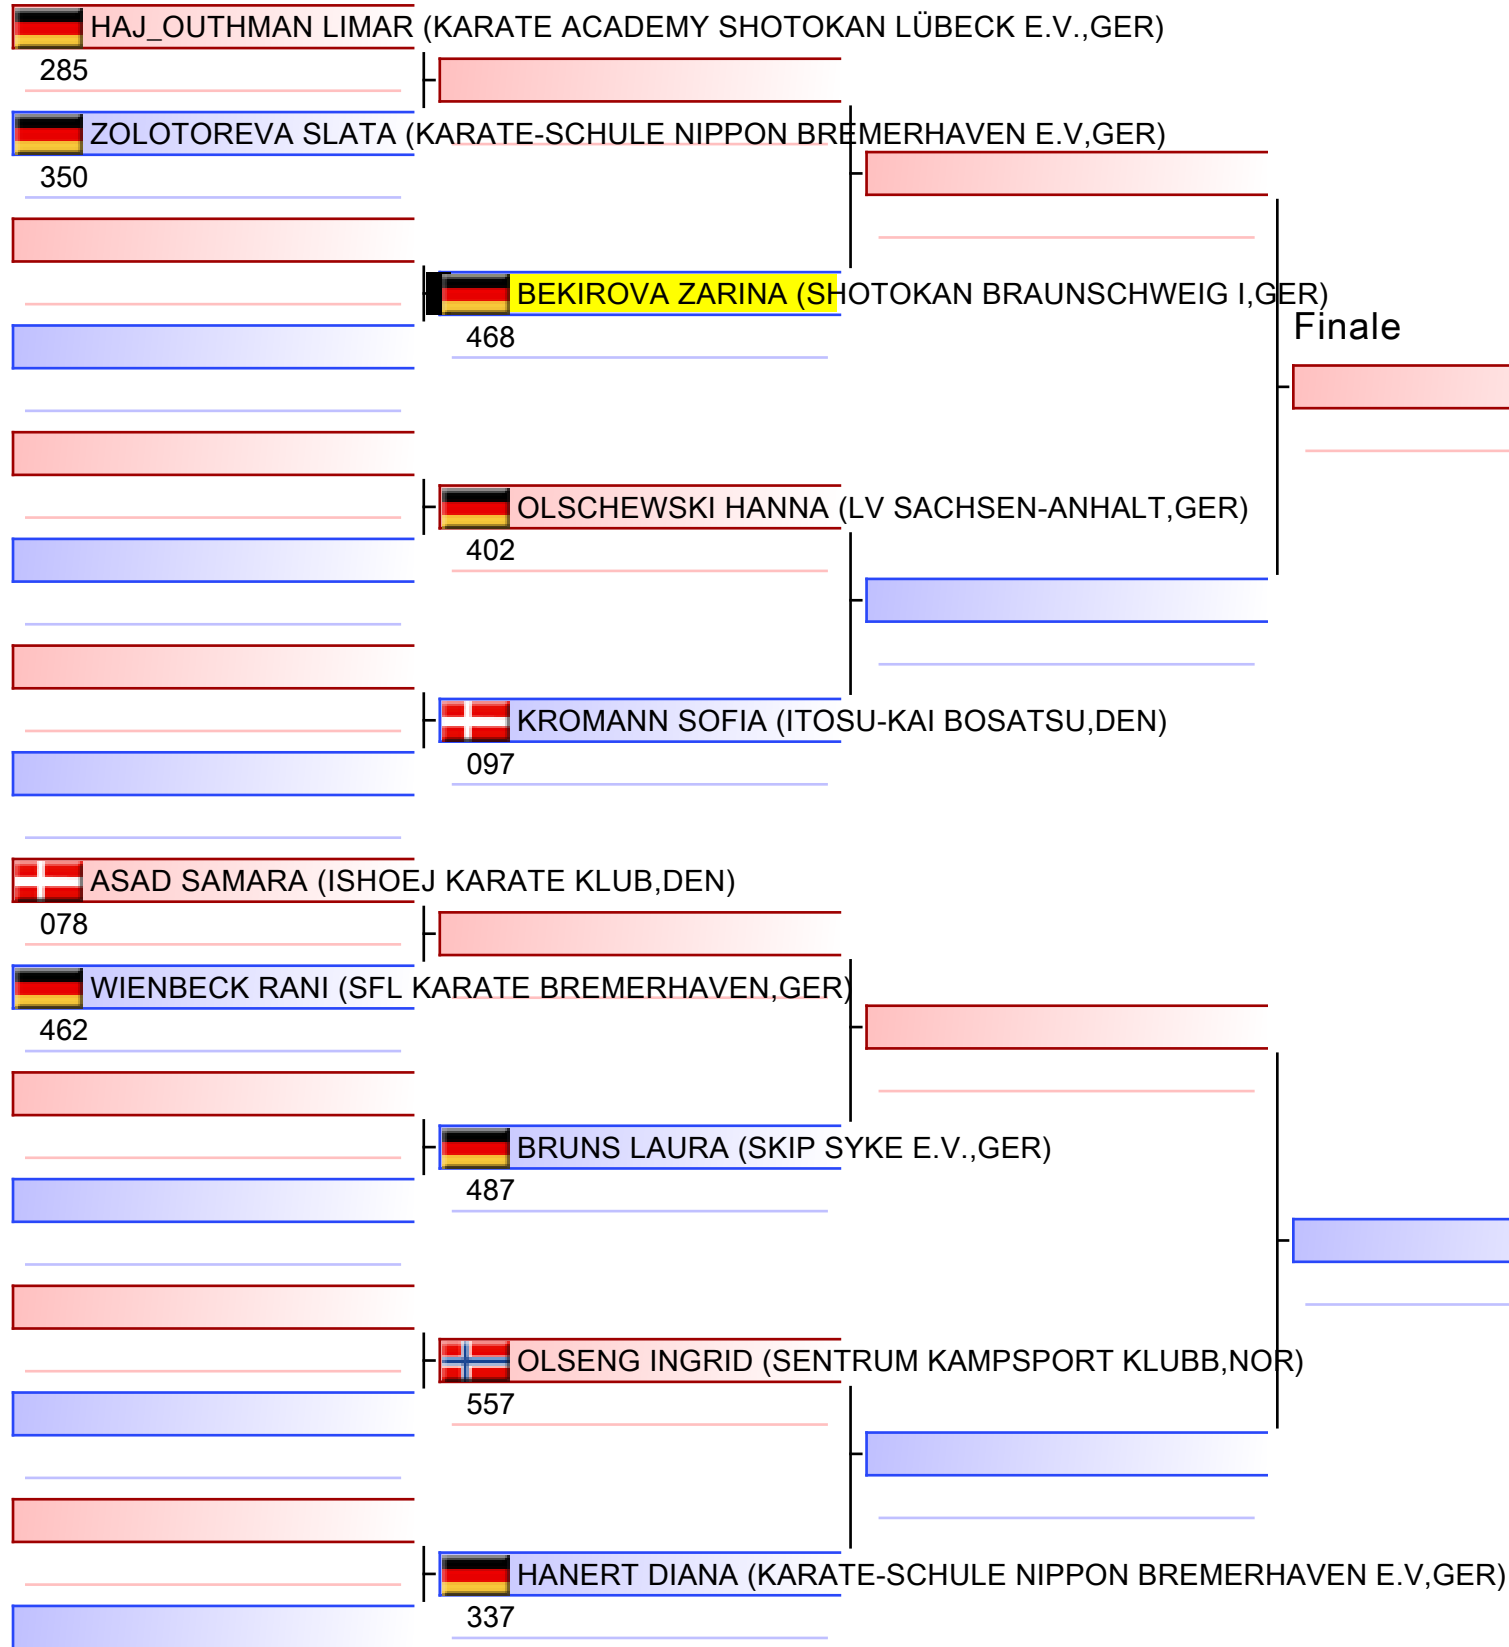 HAJ_OUTHMAN LIMAR (KARATE ACADEMY SHOTOKAN LÜBECK E.V.,GER)
285
ZOLOTOREVA SLATA (KARATE-SCHULE NIPPON BREMERHAVEN E.V,GER)
350
BEKIROVA ZARINA (SHOTOKAN BRAUNSCHWEIG I,GER)
468
Finale
OLSCHEWSKI HANNA (LV SACHSEN-ANHALT,GER)
402
KROMANN SOFIA (ITOSU-KAI BOSATSU,DEN)
097
ASAD SAMARA (ISHOEJ KARATE KLUB,DEN)
078
WIENBECK RANI (SFL KARATE BREMERHAVEN,GER)
462
BRUNS LAURA (SKIP SYKE E.V.,GER)
487
OLSENG INGRID (SENTRUM KAMPSPORT KLUBB,NOR)
557
HANERT DIANA (KARATE-SCHULE NIPPON BREMERHAVEN E.V,GER)
337